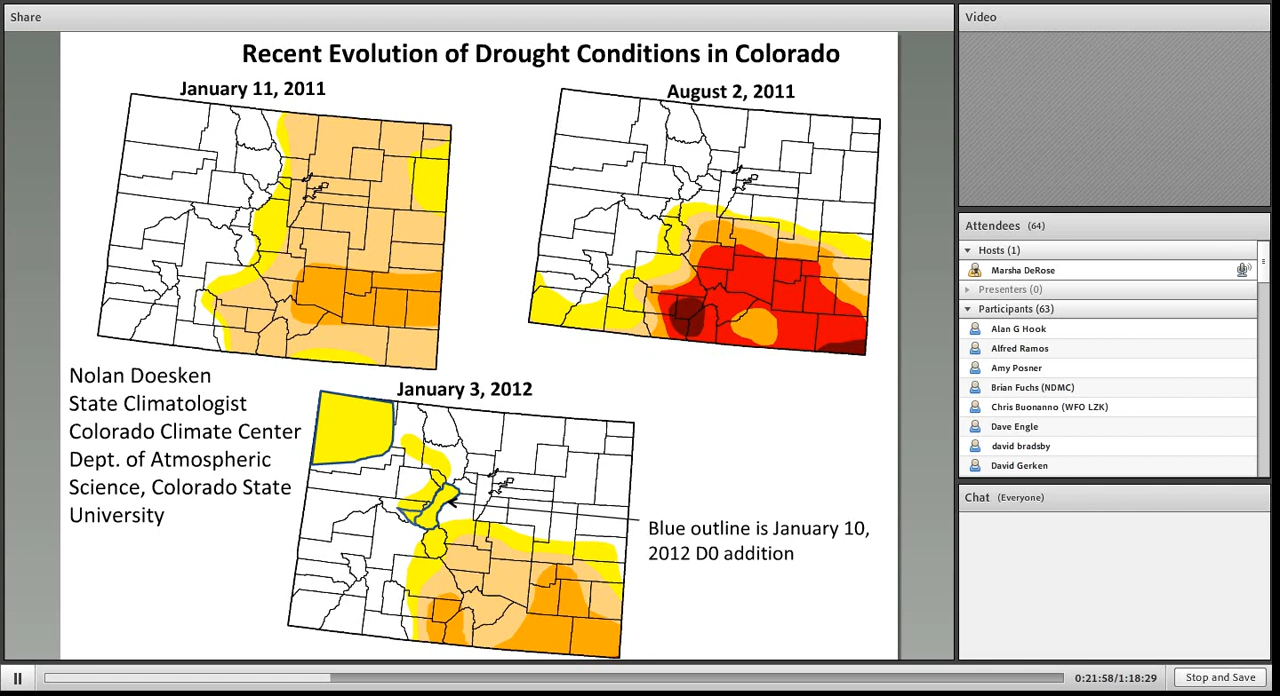 Share
Recent Evolution of Drought Conditions in Colorado
January 11, 2011
August 2, 2011
Nolan Doesken
State Climatologist
Colorado Climate Center
Dept. of Atmospheric
Science, Colorado State
University
January 3, 2012
Blue outline is January 10,
2012 D0 addition
Video
Attendees (64)
Hosts (1)
Marsha DeRose
Presenters (0)
Participants (63)
Alan G Hook
Alfred Ramos
Amy Posner
Brian Fuchs (NDMC)
Chris Buonanno (WFO LZK)
Dave Engle
david bradsby
David Gerken
Chat (Everyone)
0:21:58/1:18:29
Stop and Save